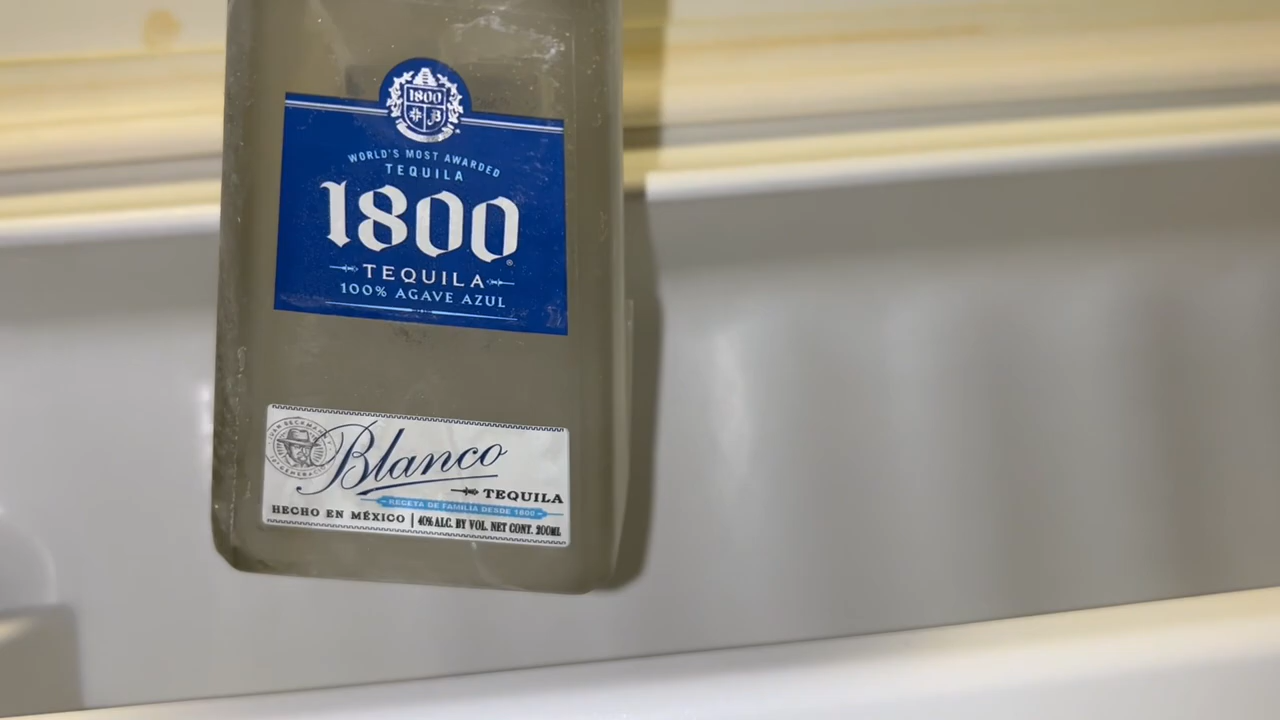 1800
WORLD'S MOST AWARDED
TEQUILA
1800®
TEQUILA
100% AGAVE AZUL
Blanco
TEQUILA
RECETA DE FAMILIA DESDE 1800
HECHO EN MÉXICO | 40% ALC. BY VOL. NET CONT. 200ML